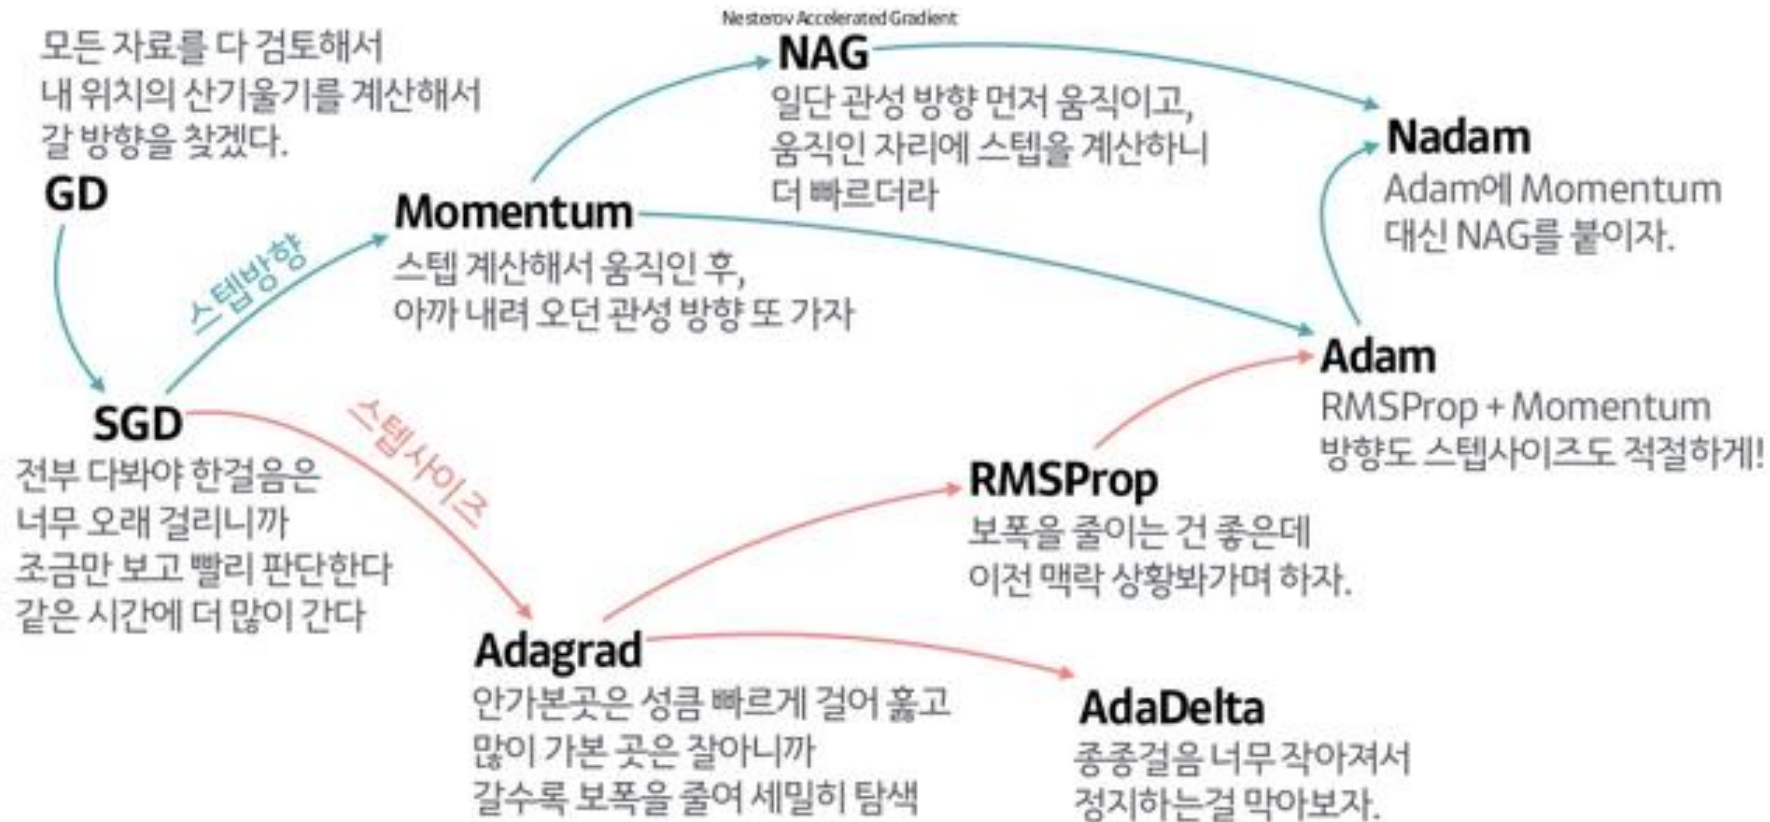 모든 자료를 다 검토해서
내 위치의 산기울기를 계산해서
갈 방향을 찾겠다.
GD
스텝방향
SGD
전부 다봐야 한걸음은
너무 오래 걸리니까
조금만 보고 빨리 판단한다
같은 시간에 더 많이 간다
Momentum
스텝 계산해서 움직인 후,
아까 내려 오던 관성 방향 또 가자
Nesterov Accelerated Gradient
NAG
일단 관성 방향 먼저 움직이고,
움직인 자리에 스텝을 계산하니
더 빠르더라
Nadam
Adam에 Momentum
대신 NAG를 붙이자.
Adam
RMSProp + Momentum
방향도 스텝사이즈도 적절하게!
스텝사이즈
RMSProp
보폭을 줄이는 건 좋은데
이전 맥락 상황봐가며 하자.
Adagrad
안가본곳은 성큼 빠르게 걸어 훑고
많이 가본 곳은 잘아니까
갈수록 보폭을 줄여 세밀히 탐색
AdaDelta
종종걸음 너무 작아져서
정지하는걸 막아보자.